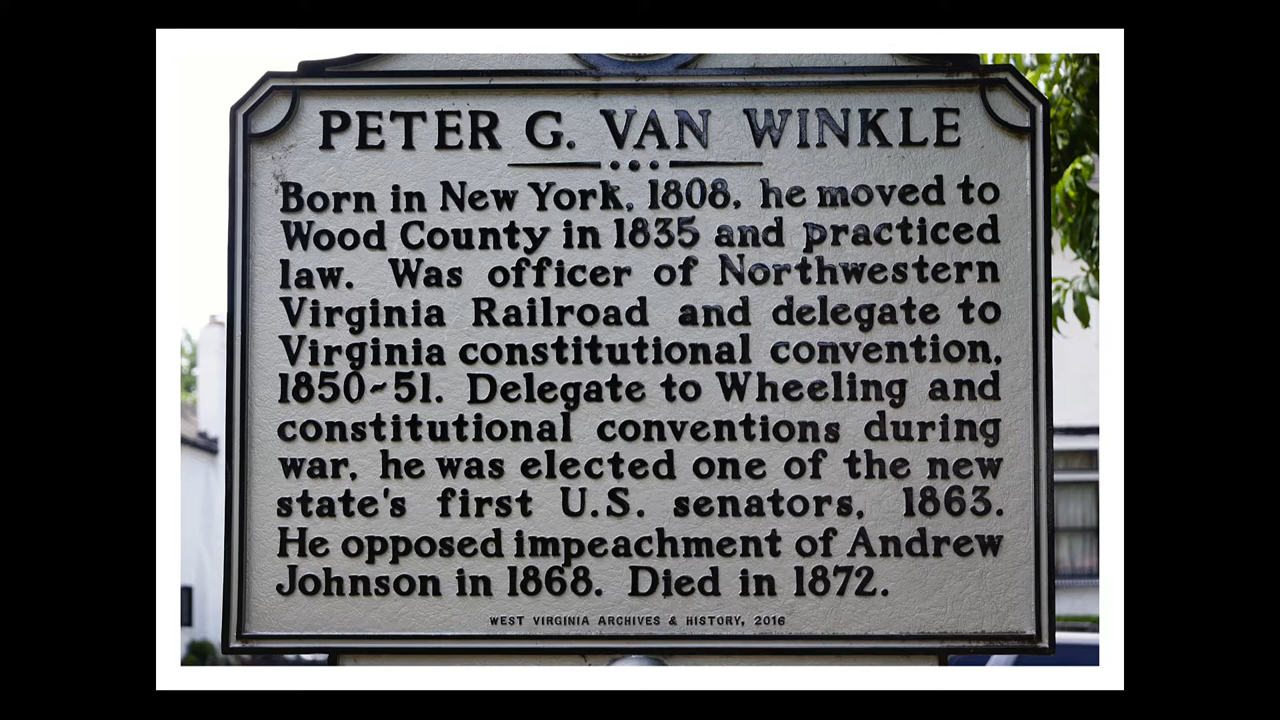 PETER G. VAN WINKLE
Born in New York, 1808, he moved to
Wood County in 1835 and practiced
law. Was officer of Northwestern
Virginia Railroad and delegate to
Virginia constitutional convention,
1850-51. Delegate to Wheeling and
constitutional conventions during
war, he was elected one of the new
state's first U.S. senators, 1863.
He opposed impeachment of Andrew
Johnson in 1868. Died in 1872.
WEST VIRGINIA ARCHIVES & HISTORY, 2016